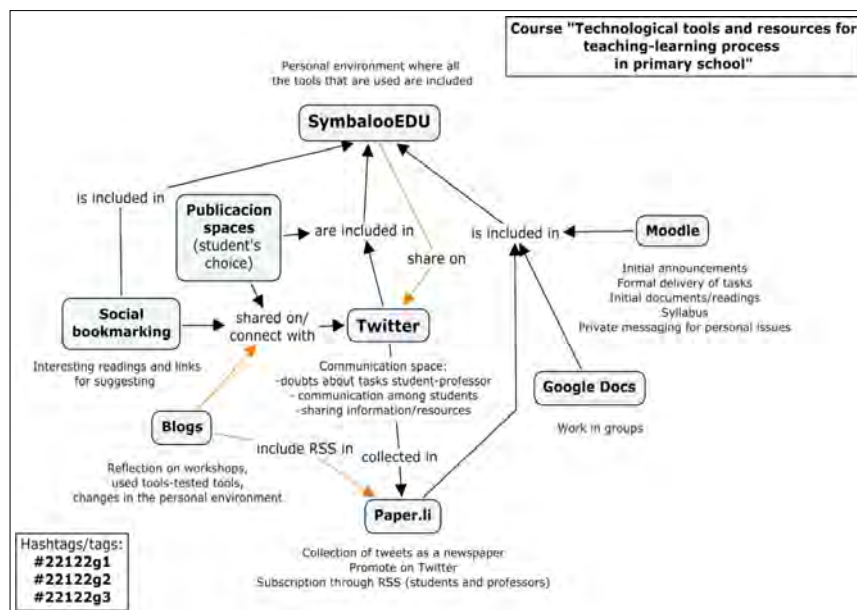 Course "Technological tools and resources for
teaching-learning process
in primary school"
Personal environment where all
the tools that are used are included
SymbalooEDU
is included in
Publicacion
spaces
(student's
choice)
are included in
share on
is included in
Moodle
Initial announcements
Formal delivery of tasks
Initial documents/readings
Syllabus
Private messaging for personal issues
Social
bookmarking
Interesting readings and links
for suggesting
shared on/
connect with
Twitter
Communication space:
-doubts about tasks student-professor
- communication among students
-sharing information/resources
Google Docs
Work in groups
Blogs
Reflection on workshops,
used tools-tested tools,
changes in the personal environment
include RSS in
collected in
Paper.li
Collection of tweets as a newspaper
Promote on Twitter
Subscription through RSS (students and professors)
Hashtags/tags:
#22122g1
#22122g2
#22122g3